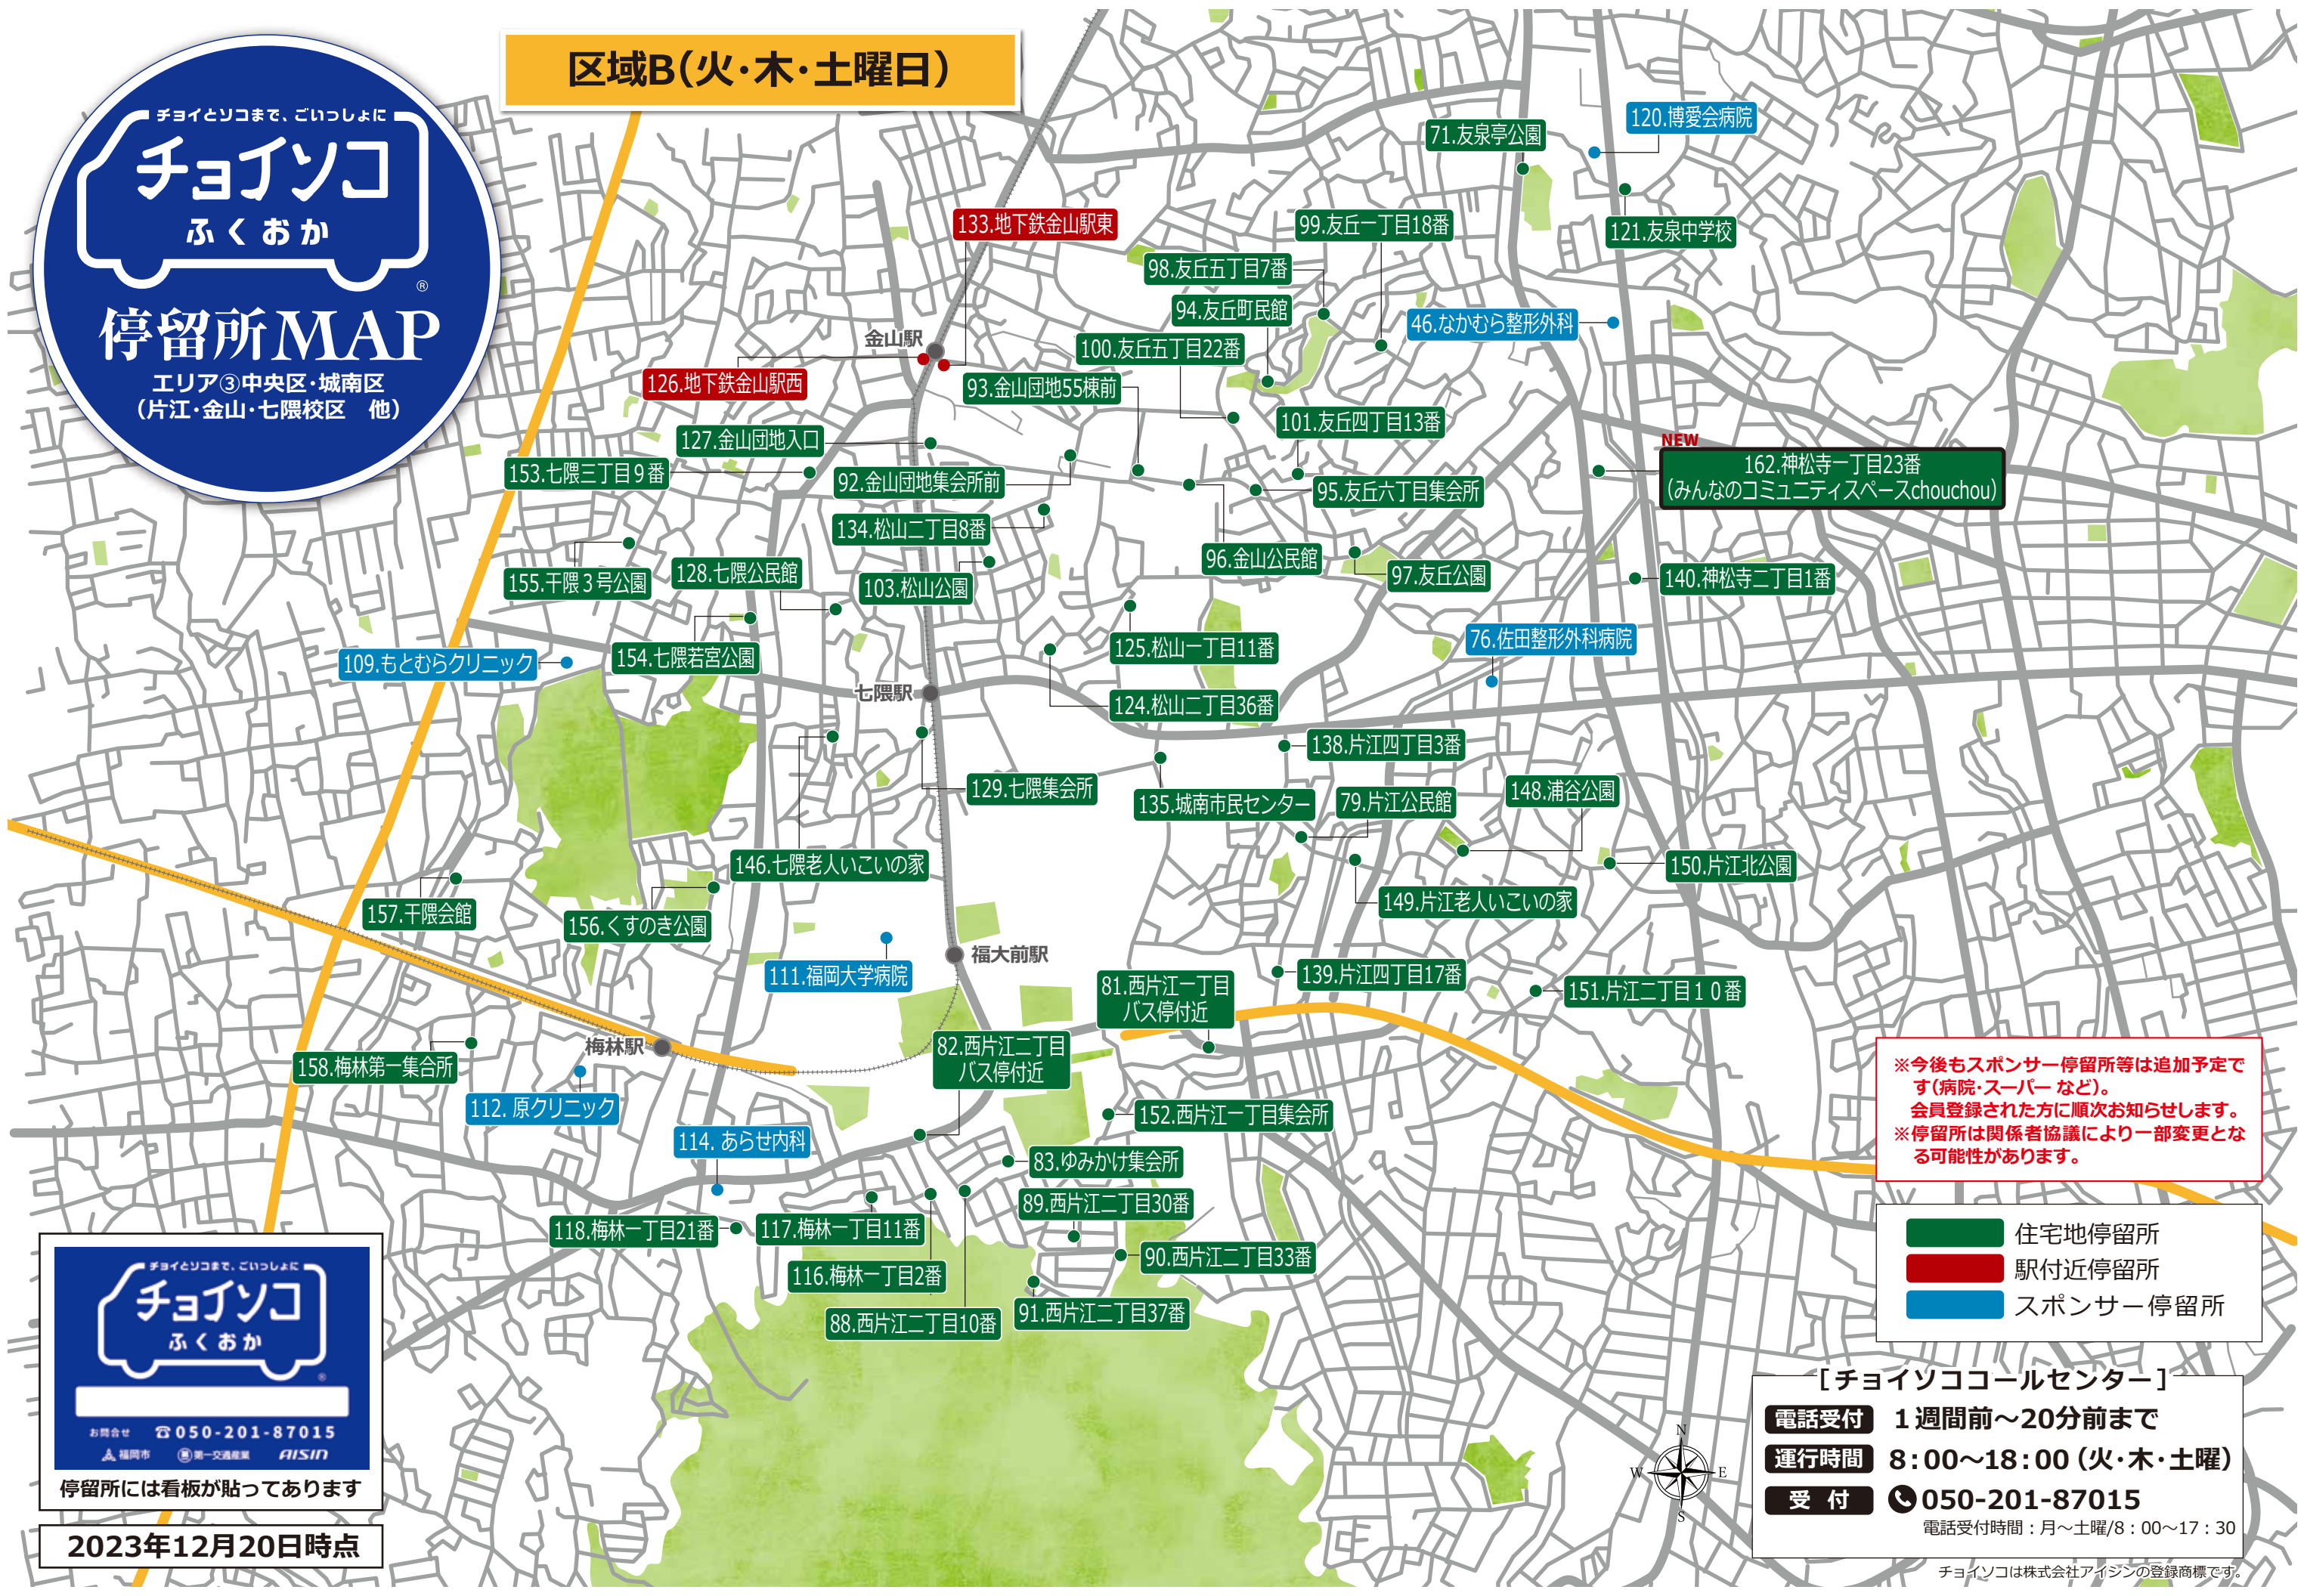 区域B(火・木・土曜日)
チョイとソコまで、ごいっしょに
チョイソコ
ふくおか
®
停留所MAP
エリア③中央区・城南区
(片江・金山・七隈校区　他)
120.博愛会病院
71.友泉亭公園
133.地下鉄金山駅東
99.友丘一丁目18番
121.友泉中学校
98.友丘五丁目7番
94.友丘町民館
46.なかむら整形外科
金山駅
100.友丘五丁目22番
126.地下鉄金山駅西
93.金山団地55棟前
101.友丘四丁目13番
127.金山団地入口
NEW
162.神松寺一丁目23番
(みんなのコミュニティスペースchouchou)
153.七隈三丁目９番
92.金山団地集会所前
95.友丘六丁目集会所
134.松山二丁目8番
96.金山公民館
155.干隈３号公園
128.七隈公民館
103.松山公園
97.友丘公園
140.神松寺二丁目1番
125.松山一丁目11番
76.佐田整形外科病院
109.もとむらクリニック
154.七隈若宮公園
七隈駅
124.松山二丁目36番
138.片江四丁目3番
129.七隈集会所
135.城南市民センター
79.片江公民館
148.浦谷公園
146.七隈老人いこいの家
150.片江北公園
157.干隈会館
156.くすのき公園
149.片江老人いこいの家
福大前駅
111.福岡大学病院
139.片江四丁目17番
151.片江二丁目１０番
81.西片江一丁目
バス停付近
梅林駅
82.西片江二丁目
バス停付近
158.梅林第一集合所
112. 原クリニック
152.西片江一丁目集会所
114. あらせ内科
83.ゆみかけ集会所
89.西片江二丁目30番
118.梅林一丁目21番
117.梅林一丁目11番
90.西片江二丁目33番
116.梅林一丁目2番
91.西片江二丁目37番
88.西片江二丁目10番
※今後もスポンサー停留所等は追加予定で
す(病院・スーパー など)。
会員登録された方に順次お知らせします。
※停留所は関係者協議により一部変更とな
る可能性があります。
住宅地停留所
駅付近停留所
スポンサー停留所
チョイとソコまで、ごいっしょに
チョイソコ
ふくおか
®
お問合せ ☎050-201-87015
福岡市 第一交通産業 AISIN
停留所には看板が貼ってあります
2023年12月20日時点
N
W E
S
[チョイソココールセンター]
電話受付 １週間前～20分前まで
運行時間 8：00～18：00（火・木・土曜）
受　付 050-201-87015
電話受付時間：月～土曜/8：00～17：30
チョイソコは株式会社アイシンの登録商標です。